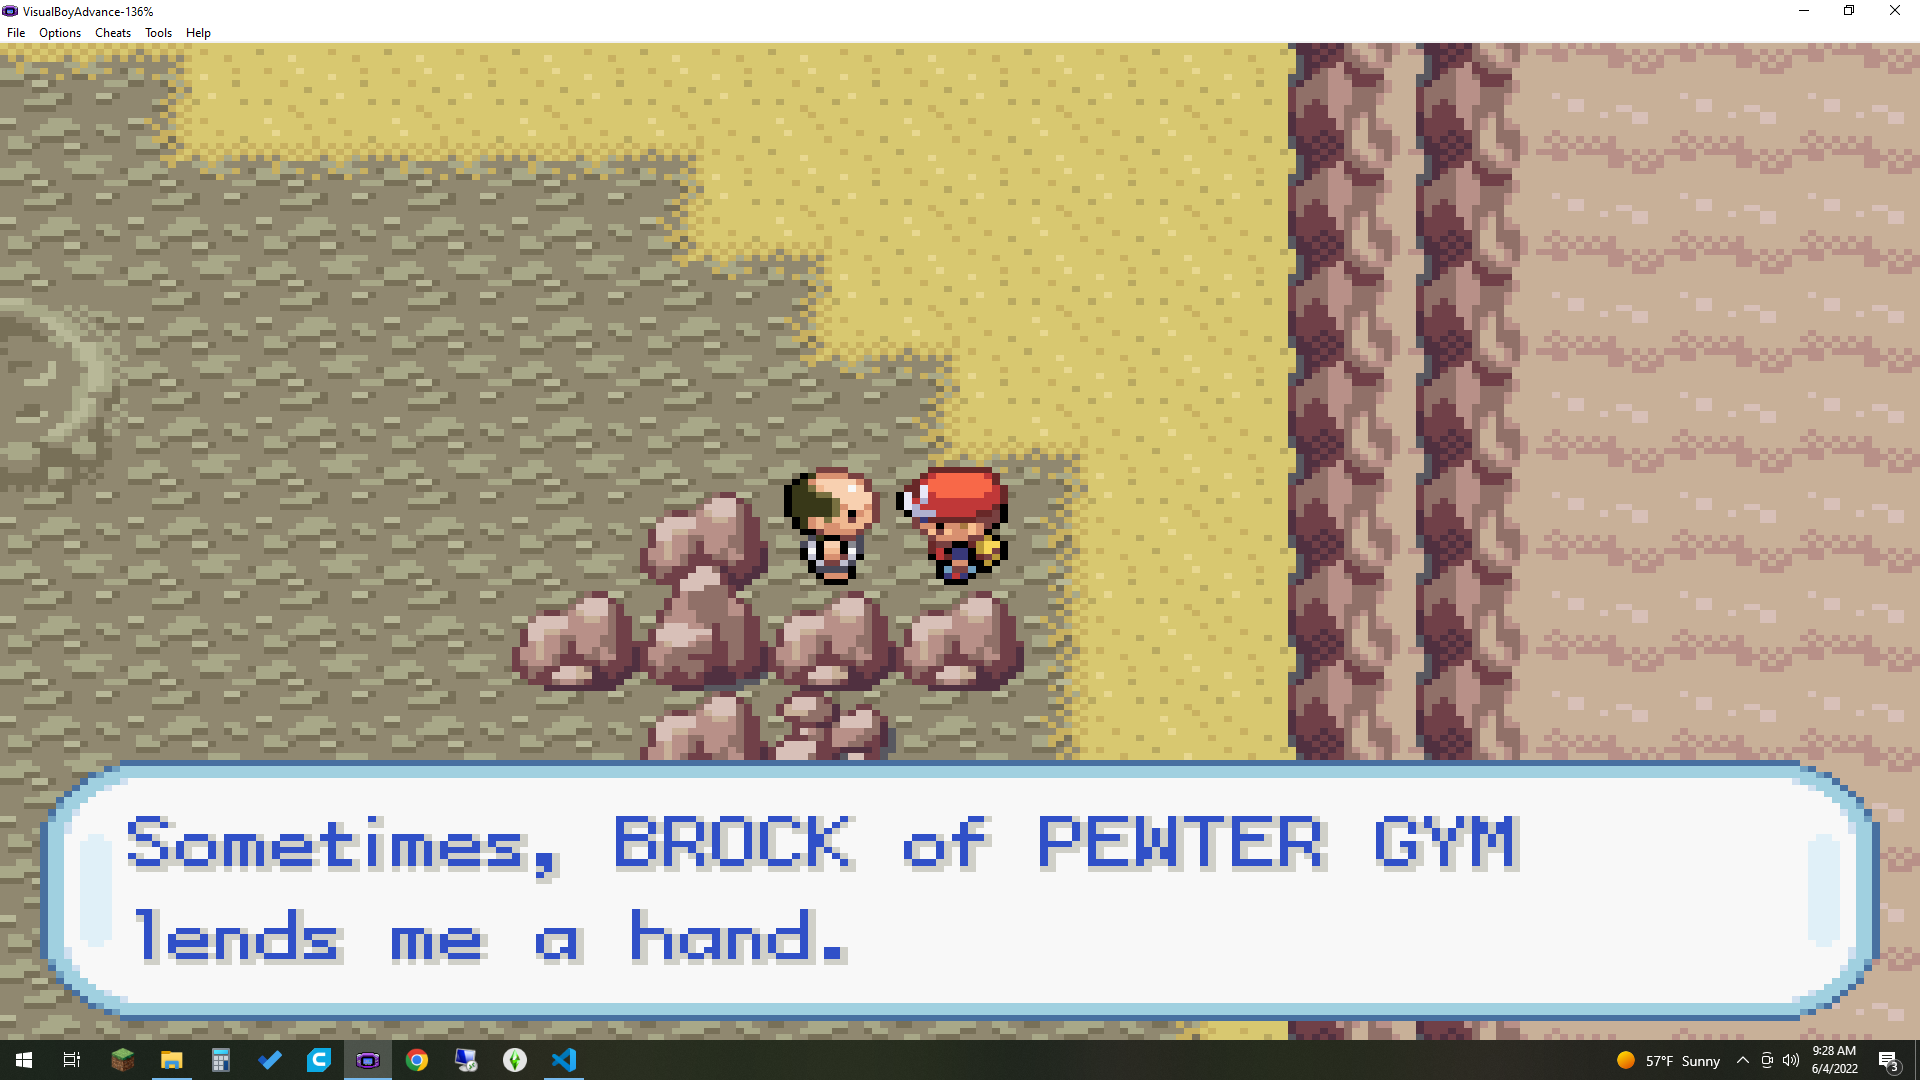 VisualBoyAdvance-136%
File Options Cheats Tools Help
Sometimes, BROCK of PEWTER GYM
lends me a hand.
57°F Sunny
9:28 AM
6/4/2022
3